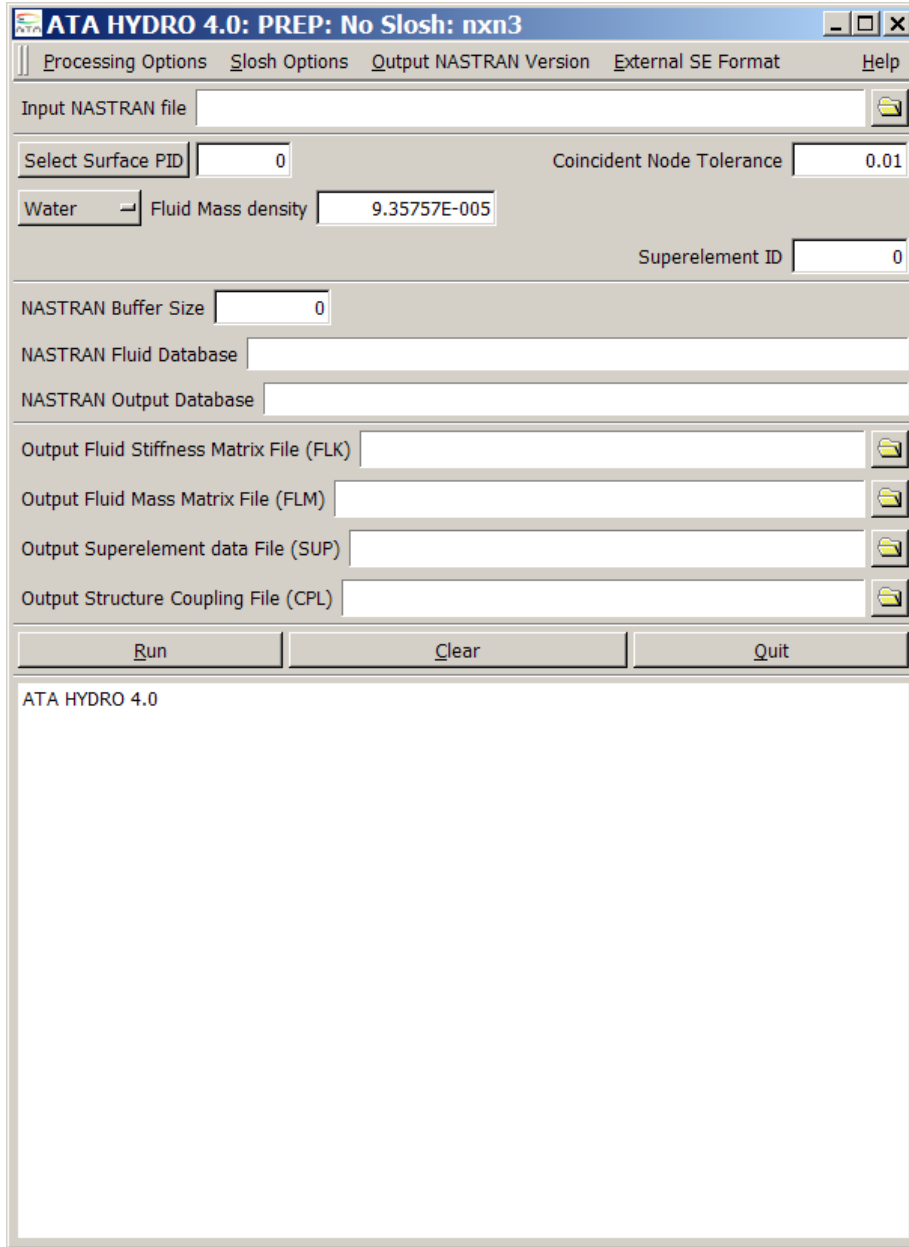 ATA
ATA HYDRO 4.0: PREP: No Slosh: nxn3
Processing Options Slosh Options Output NASTRAN Version External SE Format Help
Input NASTRAN file
Select Surface PID 0 Coincident Node Tolerance 0.01
Water Fluid Mass density 9.35757E-005
Superelement ID 0
NASTRAN Buffer Size 0
NASTRAN Fluid Database
NASTRAN Output Database
Output Fluid Stiffness Matrix File (FLK)
Output Fluid Mass Matrix File (FLM)
Output Superelement data File (SUP)
Output Structure Coupling File (CPL)
Run Clear Quit
ATA HYDRO 4.0